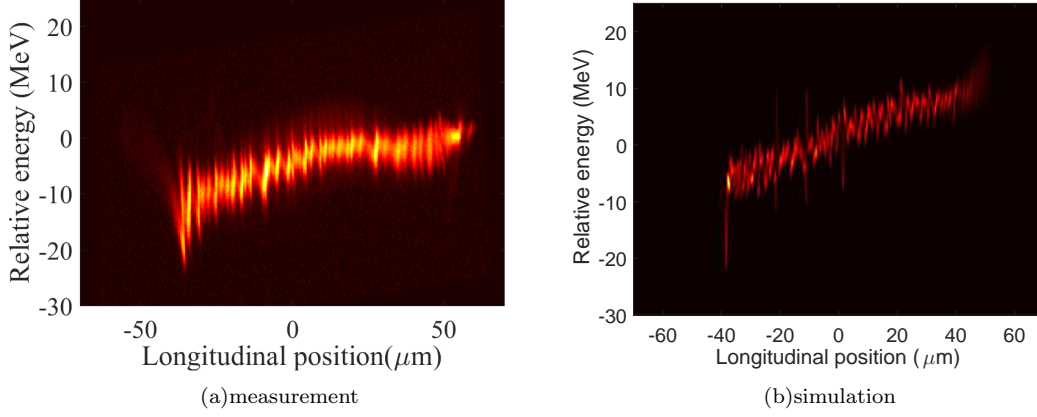 20
10
0
-10
-20
-30
-50 0 50
Relative energy (MeV)
Longitudinal position(μm)
(a)measurement
20
10
0
-10
-20
-30
-60 -40 -20 0 20 40 60
Relative energy (MeV)
Longitudinal position (μm)
(b)simulation